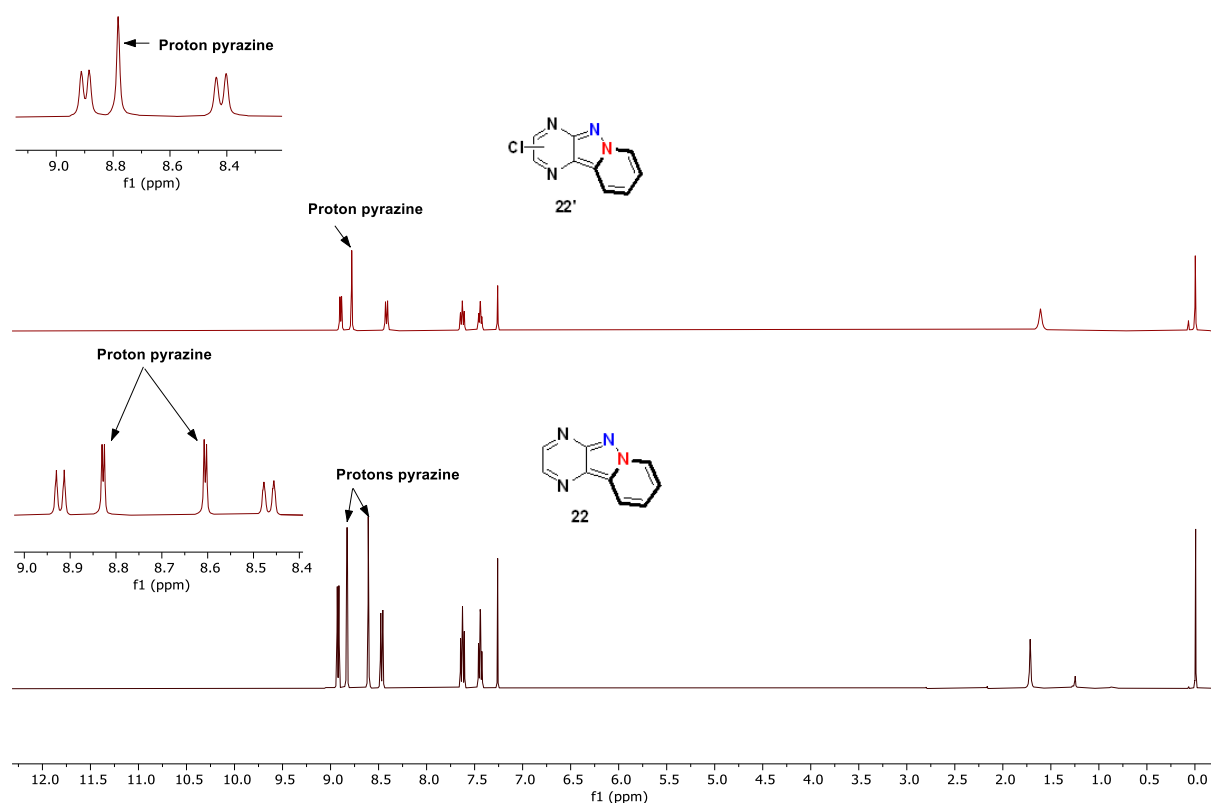 Proton pyrazine
9.0 8.8 8.6 8.4
f1 (ppm)
N
N
Cl
N
N
22'
Proton pyrazine
Proton pyrazine
9.0 8.9 8.8 8.7 8.6 8.5 8.4
f1 (ppm)
Protons pyrazine
N
N
N
N
22
12.0 11.5 11.0 10.5 10.0 9.5 9.0 8.5 8.0 7.5 7.0 6.5 6.0 5.5 5.0 4.5 4.0 3.5 3.0 2.5 2.0 1.5 1.0 0.5 0.0
f1 (ppm)